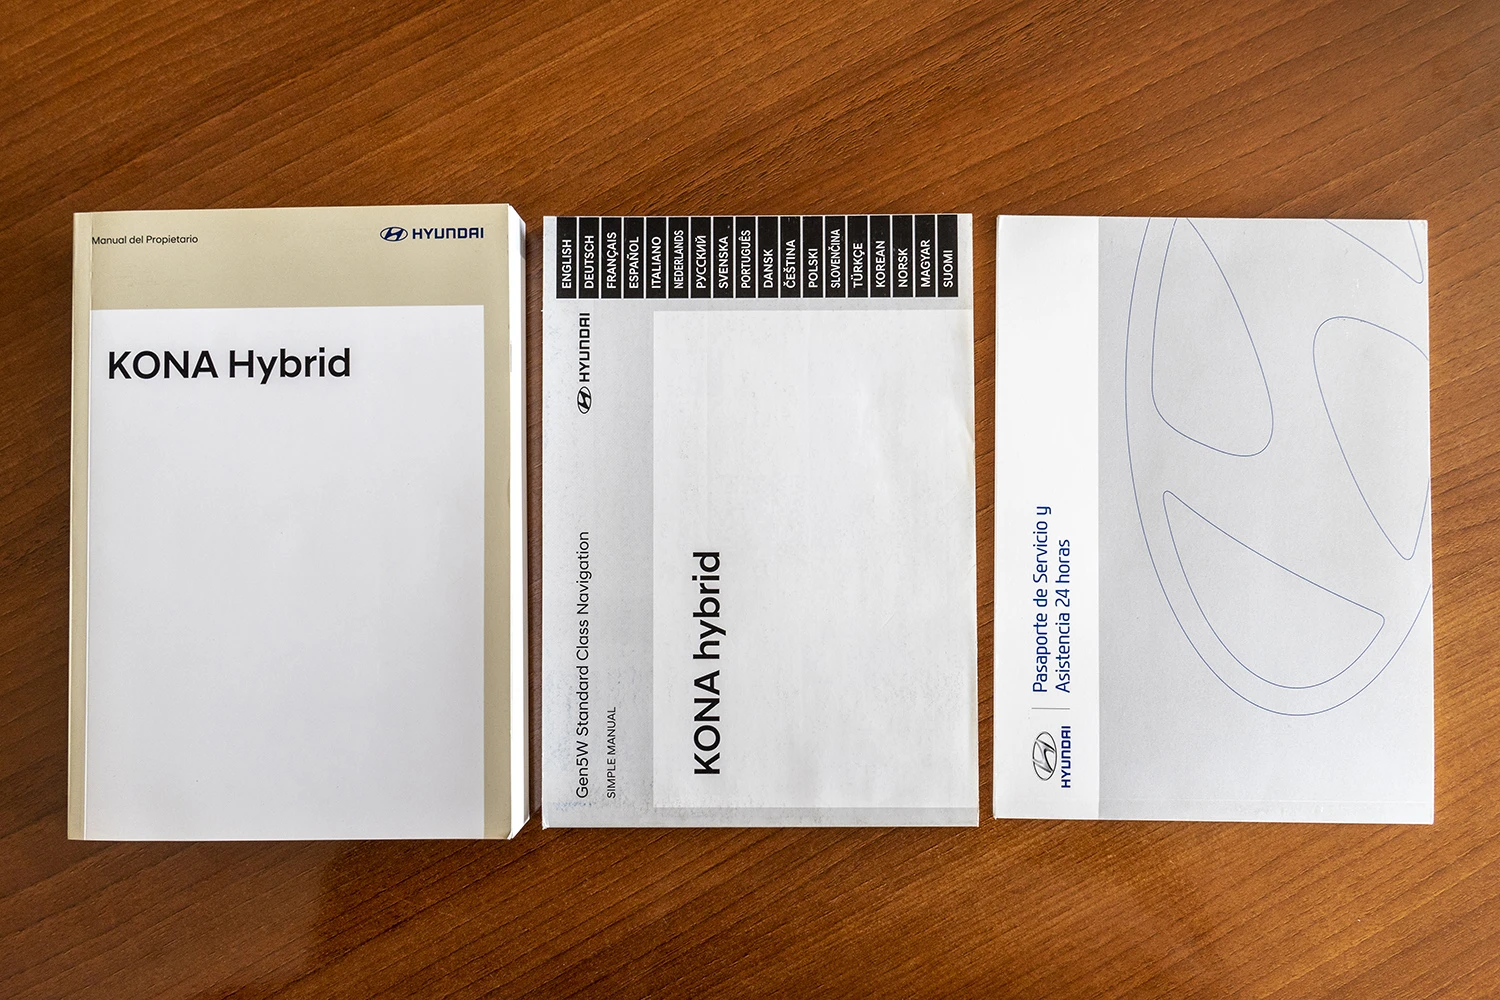 Manual del Propietario
HYUNDAI
KONA Hybrid
ENGLISH
DEUTSCH
FRANÇAIS
ESPAÑOL
ITALIANO
NEDERLANDS
РУССКИЙ
SVENSKA
PORTUGUÊS
DANSK
ČEŠTINA
POLSKI
SLOVENČINA
TÜRKÇE
KOREAN
NORSK
MAGYAR
SUOMI
HYUNDAI
Gen5W Standard Class Navigation
SIMPLE MANUAL
KONA hybrid
Pasaporte de Servicio y
Asistencia 24 horas
HYUNDAI